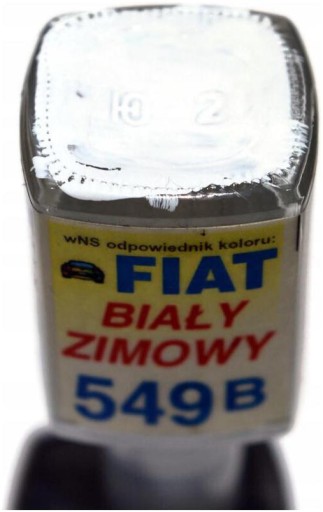 wNS odpowiednik koloru:
FIAT
BIAŁY
ZIMOWY
549B